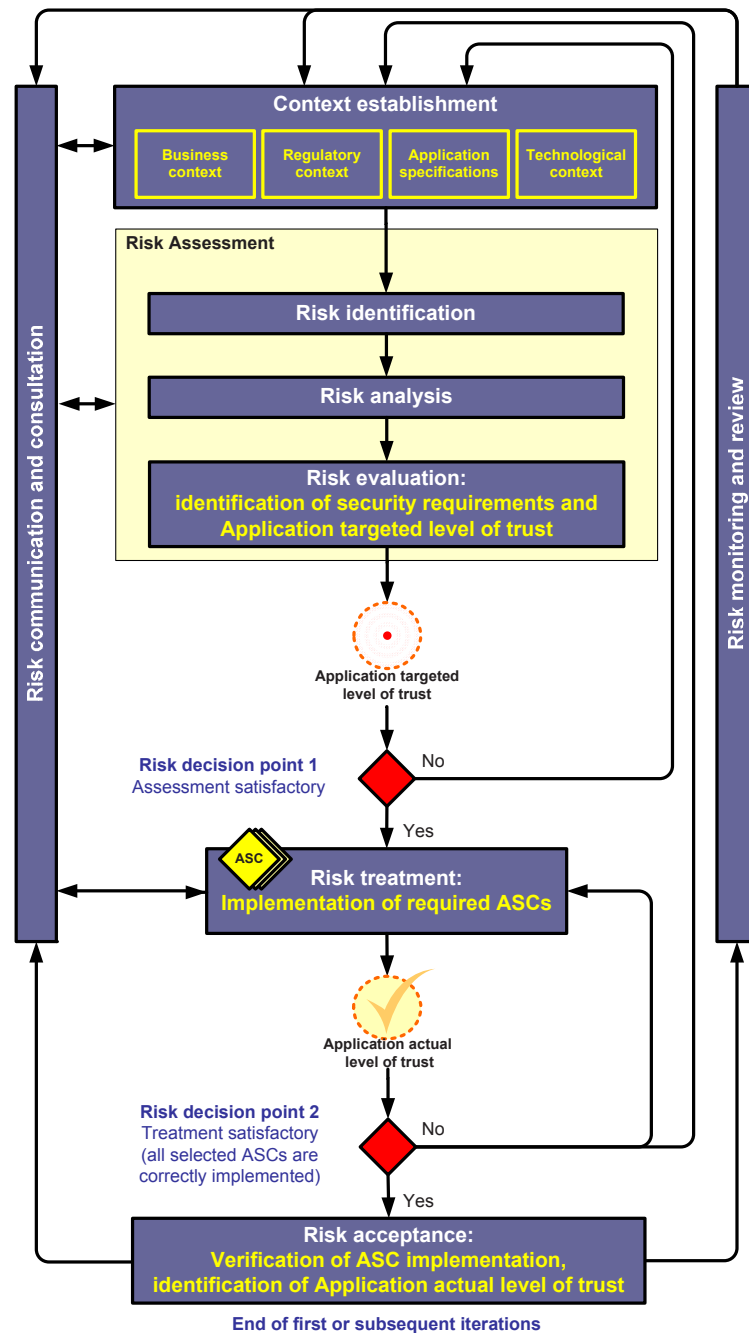 Context establishment
Business
context
Regulatory
context
Application
specifications
Technological
context
Risk communication and consultation
Risk monitoring and review
Risk Assessment
Risk identification
Risk analysis
Risk evaluation:
identification of security requirements and
Application targeted level of trust
Application targeted
level of trust
Risk decision point 1
Assessment satisfactory
No
Yes
ASC
Risk treatment:
Implementation of required ASCs
Application actual
level of trust
Risk decision point 2
Treatment satisfactory
(all selected ASCs are
correctly implemented)
No
Yes
Risk acceptance:
Verification of ASC implementation,
identification of Application actual level of trust
End of first or subsequent iterations